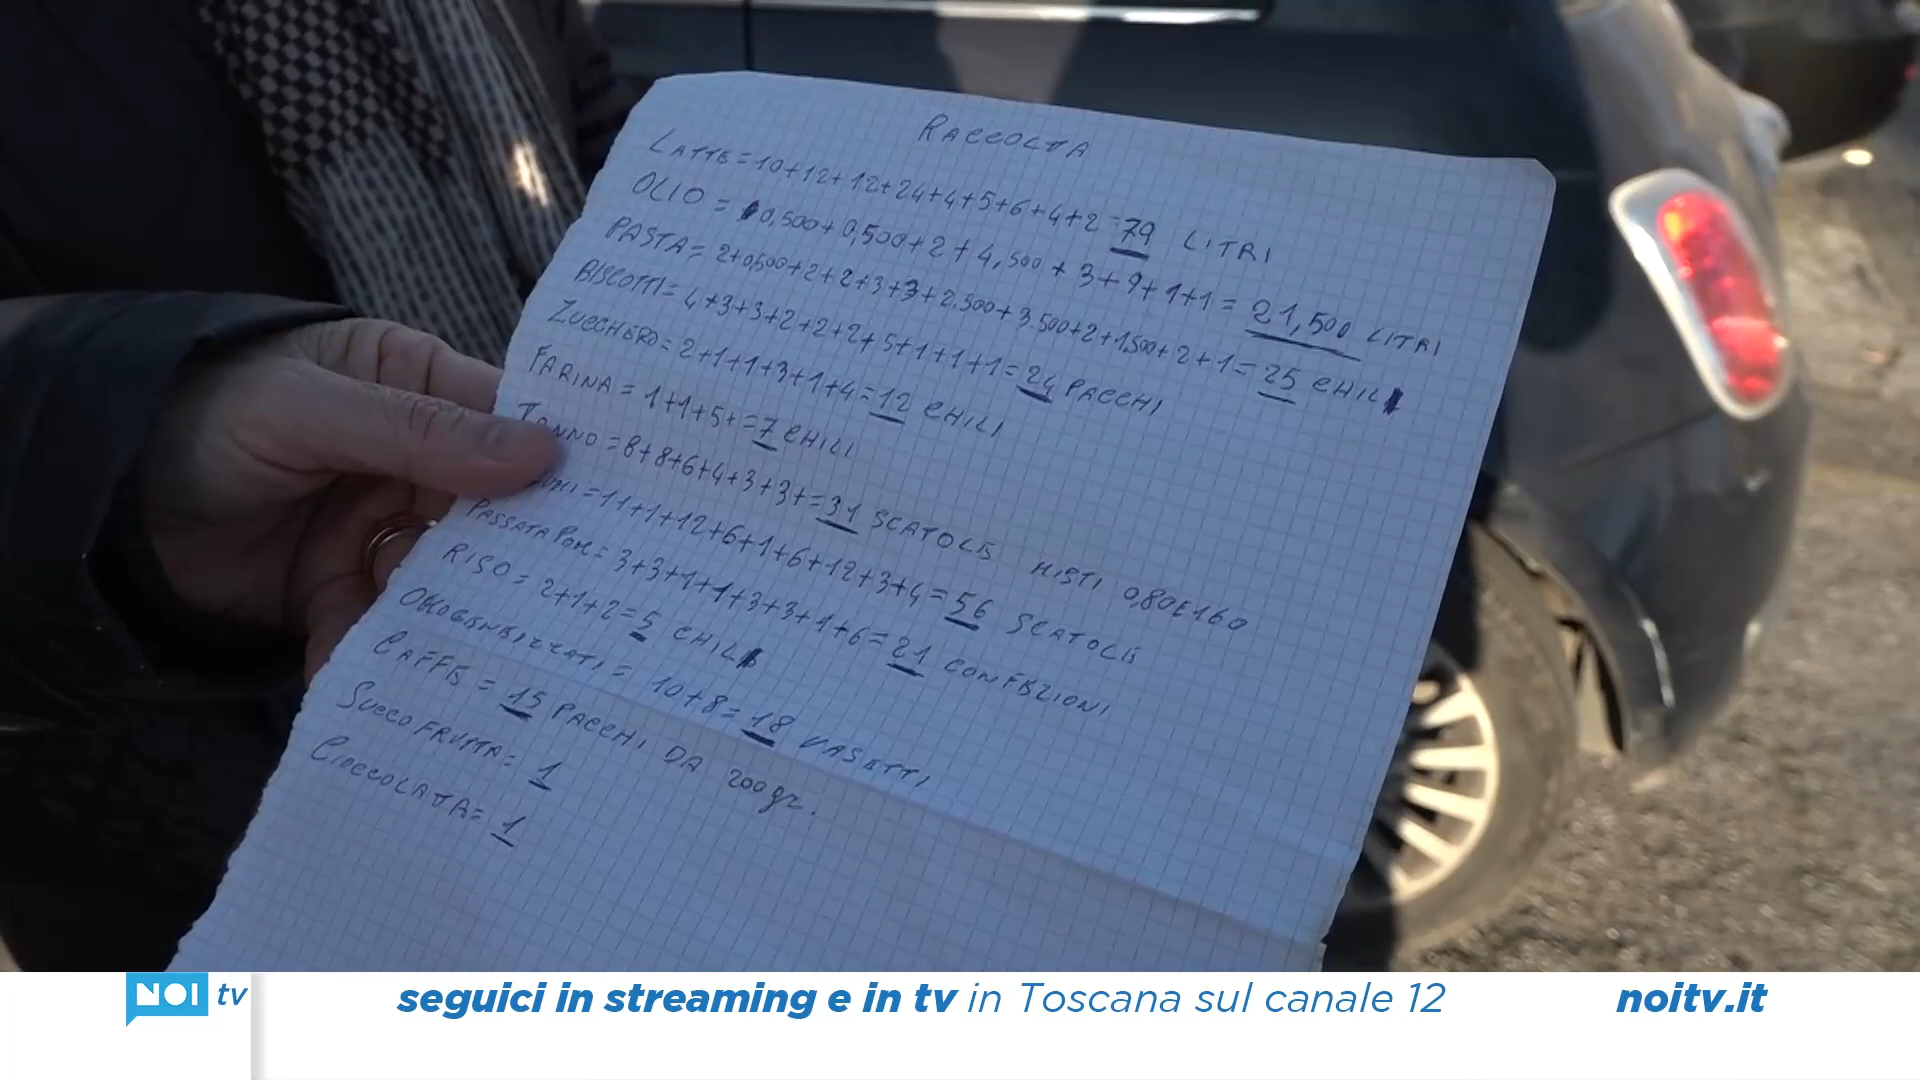 RACCOLTA
LATTE = 10+12+12+24+4+5+6+4+2 = 79 LITRI
OLIO = 0,500+0,500+2+4,500+3+9+1+1 = 21,500 LITRI
PASTA = 2+0,500+2+2+3+3+2.500+3.500+2+1,500+2+1 = 25 CHILI
BISCOTTI = 4+3+3+2+2+2+5+1+1+1 = 24 PACCHI
ZUCCHERO = 2+1+1+3+1+4 = 12 CHILI
FARINA = 1+1+5+ = 7 CHILI
TONNO = 8+8+6+4+3+3+ = 31 SCATOLE MISTI 0,80E160
= 11+1+12+6+1+6+12+3+4 = 56 SCATOLE
PASSATA POM = 3+3+1+1+3+3+1+6 = 21 CONFEZIONI
RISO = 2+1+2 = 5 CHILI
OMOGENEIZZATI = 10+8 = 18 VASETTI
CAFFE = 15 PACCHI DA 200 gr.
SUCCO FRUTTA = 1
CIOCCOLATA = 1
NOI tv seguici in streaming e in tv in Toscana sul canale 12 noitv.it